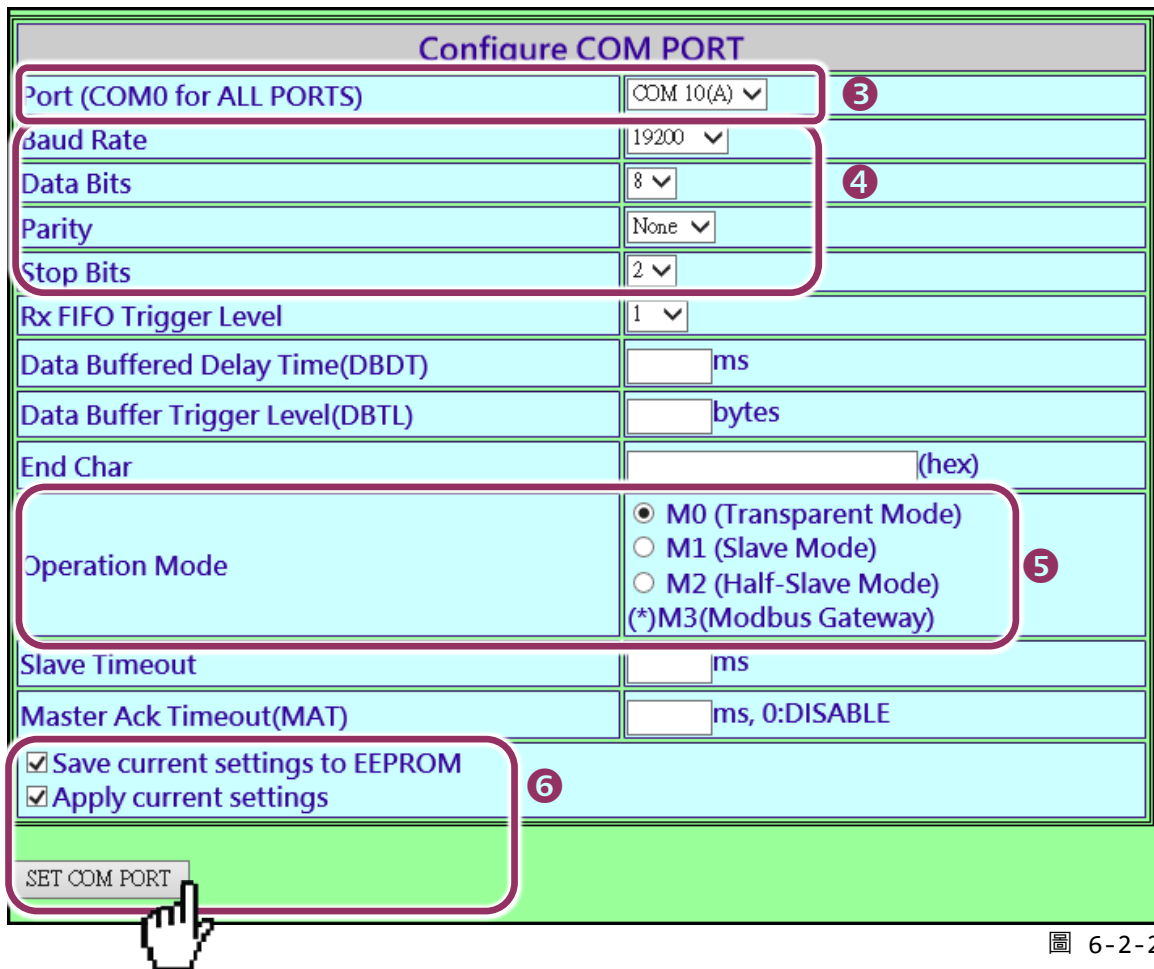 Configure COM PORT
Port (COM0 for ALL PORTS) COM 10(A) ❸
Baud Rate 19200
Data Bits 8 ❹
Parity None
Stop Bits 2
Rx FIFO Trigger Level 1
Data Buffered Delay Time(DBDT) ms
Data Buffer Trigger Level(DBTL) bytes
End Char (hex)
Operation Mode
M0 (Transparent Mode)
M1 (Slave Mode)
M2 (Half-Slave Mode)
(*)M3(Modbus Gateway)
❺
Slave Timeout ms
Master Ack Timeout(MAT) ms, 0:DISABLE
Save current settings to EEPROM
Apply current settings
❻
SET COM PORT
圖 6-2-2